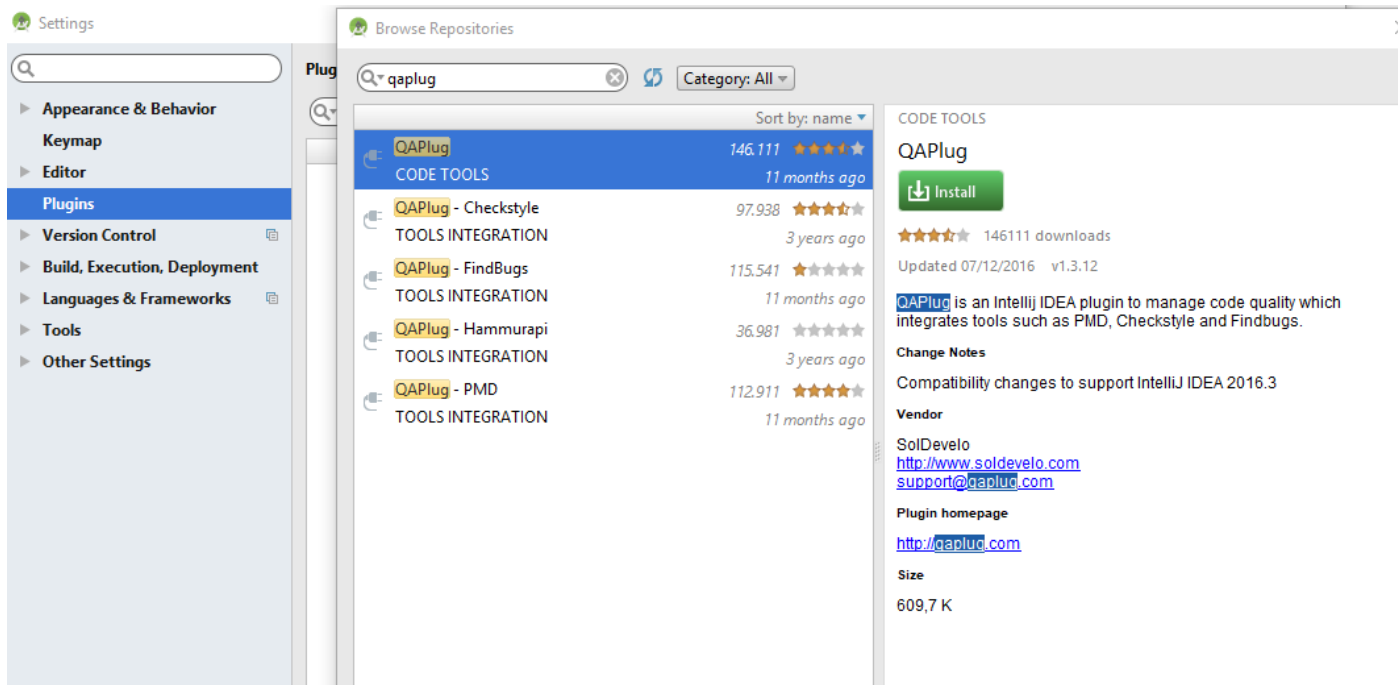 Settings
Appearance & Behavior
Keymap
Editor
Plugins
Version Control
Build, Execution, Deployment
Languages & Frameworks
Tools
Other Settings
Plug
Browse Repositories
qaplug
Category: All
Sort by: name
QAPlug 146.111
CODE TOOLS 11 months ago
QAPlug - Checkstyle 97.938
TOOLS INTEGRATION 3 years ago
QAPlug - FindBugs 115.541
TOOLS INTEGRATION 11 months ago
QAPlug - Hammurapi 36.981
TOOLS INTEGRATION 3 years ago
QAPlug - PMD 112.911
TOOLS INTEGRATION 11 months ago
CODE TOOLS
QAPlug
Install
146111 downloads
Updated 07/12/2016 v1.3.12
QAPlug is an Intellij IDEA plugin to manage code quality which
integrates tools such as PMD, Checkstyle and Findbugs.
Change Notes
Compatibility changes to support IntelliJ IDEA 2016.3
Vendor
SolDevelo
http://www.soldevelo.com
support@qaplug.com
Plugin homepage
http://qaplug.com
Size
609,7 K